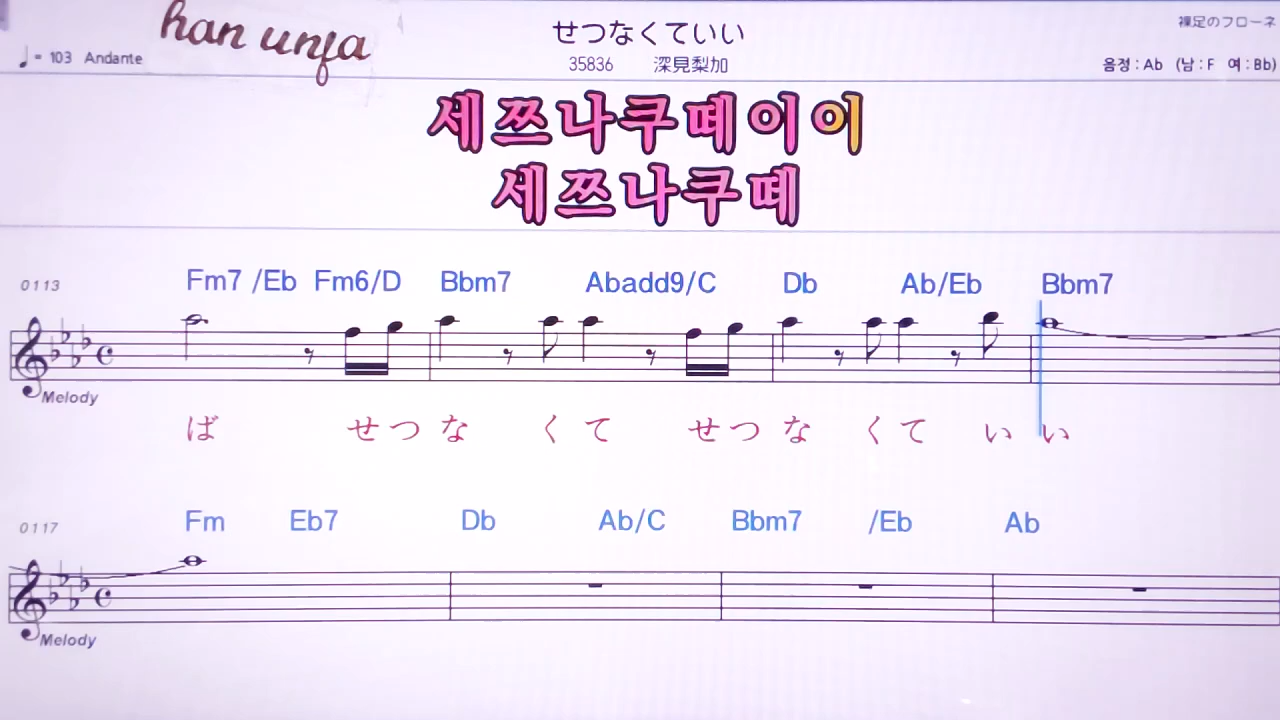 han unja
せつなくていい
裸足のフローネ
♩= 103 Andante
35836 深見梨加
음정 : Ab (남 : F 여 : Bb)
세쯔나쿠떼이이
세쯔나쿠떼
0113
Fm7 /Eb Fm6/D Bbm7 Abadd9/C Db Ab/Eb Bbm7
Melody
ば せつ な く て せつ な く て い い
0117
Fm Eb7 Db Ab/C Bbm7 /Eb Ab
Melody